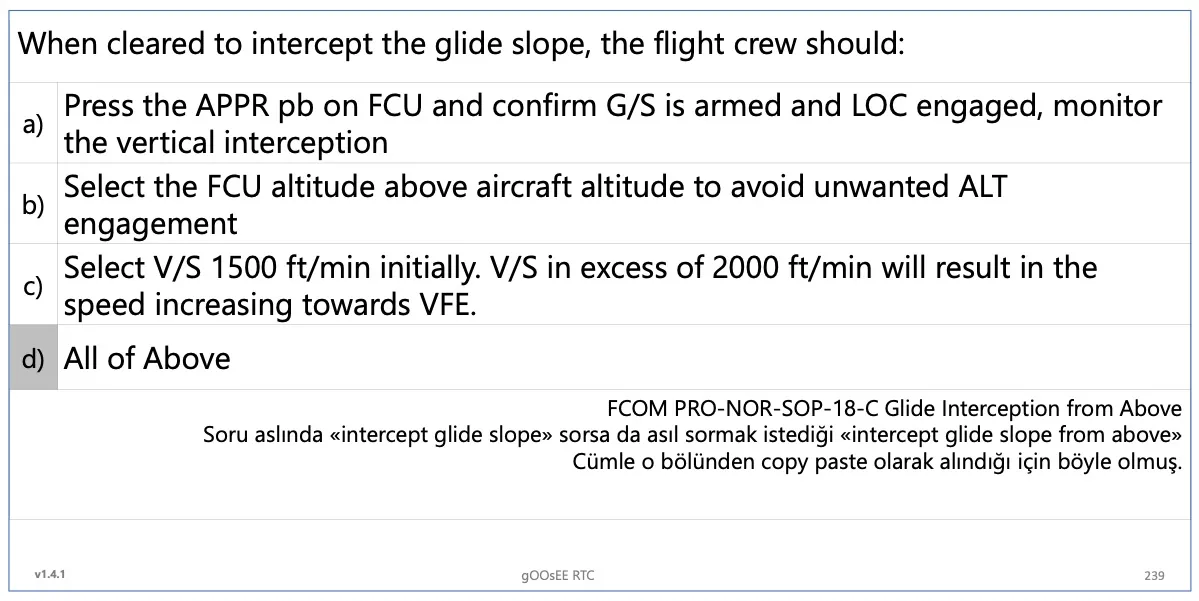 When cleared to intercept the glide slope, the flight crew should:
a) Press the APPR pb on FCU and confirm G/S is armed and LOC engaged, monitor
the vertical interception
b) Select the FCU altitude above aircraft altitude to avoid unwanted ALT
engagement
c) Select V/S 1500 ft/min initially. V/S in excess of 2000 ft/min will result in the
speed increasing towards VFE.
d) All of Above
FCOM PRO-NOR-SOP-18-C Glide Interception from Above
Soru aslında «intercept glide slope» sorsa da asıl sormak istediği «intercept glide slope from above»
Cümle o bölünden copy paste olarak alındığı için böyle olmuş.
v1.4.1 gOOsEE RTC 239